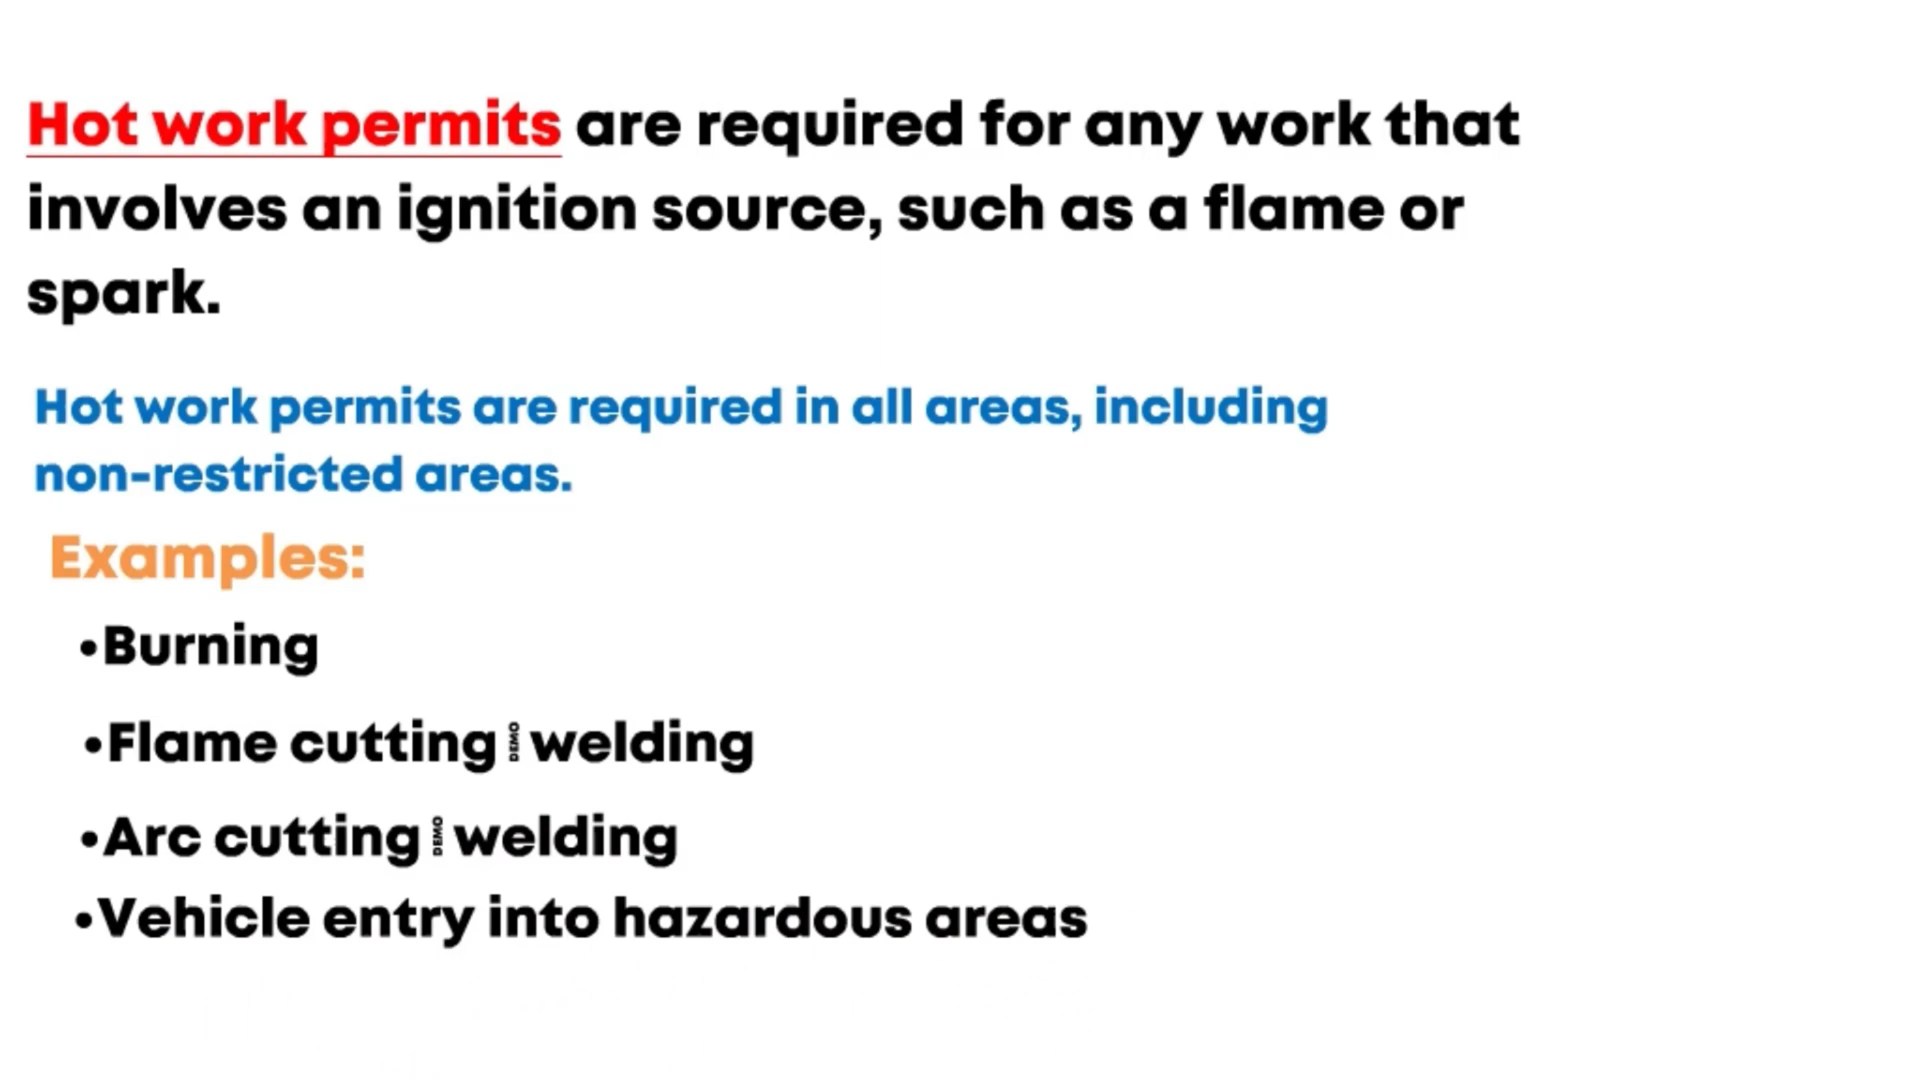 Hot work permits are required for any work that
involves an ignition source, such as a flame or
spark.
Hot work permits are required in all areas, including
non-restricted areas.
Examples:
•Burning
•Flame cutting DEMO welding
•Arc cutting DEMO welding
•Vehicle entry into hazardous areas